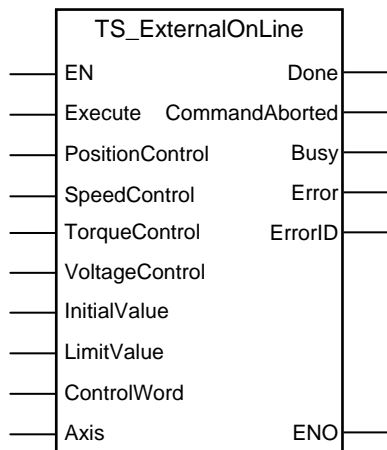 TS_ExternalOnLine
EN Done
Execute CommandAborted
PositionControl Busy
SpeedControl Error
TorqueControl ErrorID
VoltageControl
InitialValue
LimitValue
ControlWord
Axis ENO